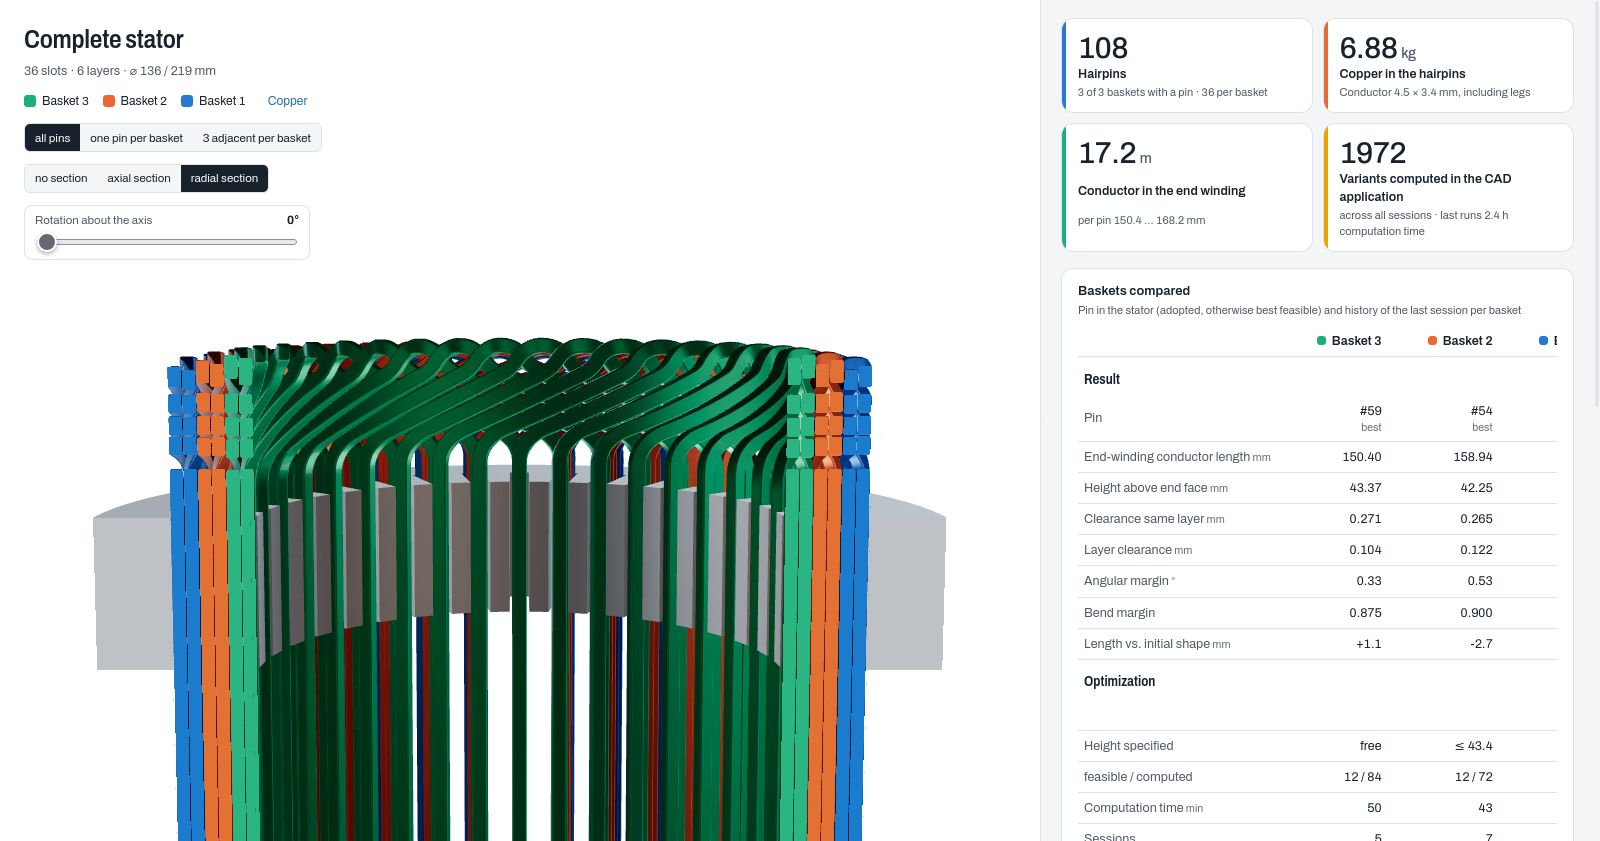 Complete stator
36 slots · 6 layers · ⌀ 136 / 219 mm
Basket 3 Basket 2 Basket 1 Copper
all pins one pin per basket 3 adjacent per basket
no section axial section radial section
Rotation about the axis 0°
108
Hairpins
3 of 3 baskets with a pin · 36 per basket
6.88 kg
Copper in the hairpins
Conductor 4.5 × 3.4 mm, including legs
17.2 m
Conductor in the end winding
per pin 150.4 … 168.2 mm
1972
Variants computed in the CAD
application
across all sessions · last runs 2.4 h
computation time
Baskets compared
Pin in the stator (adopted, otherwise best feasible) and history of the last session per basket
Basket 3 Basket 2
Result
Pin #59 #54
best best
End-winding conductor length mm 150.40 158.94
Height above end face mm 43.37 42.25
Clearance same layer mm 0.271 0.265
Layer clearance mm 0.104 0.122
Angular margin ° 0.33 0.53
Bend margin 0.875 0.900
Length vs. initial shape mm +1.1 -2.7
Optimization
Height specified free ≤ 43.4
feasible / computed 12 / 84 12 / 72
Computation time min 50 43
Sessions 5 7